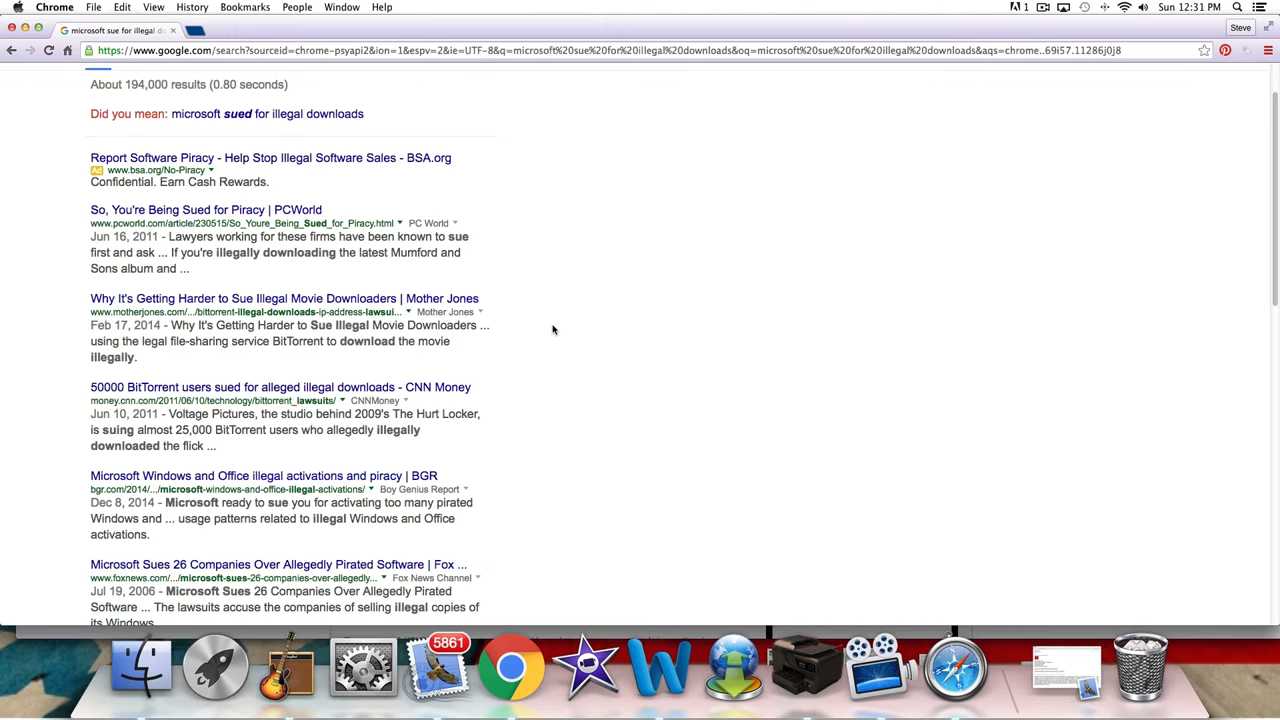 Chrome File Edit View History Bookmarks People Window Help
1
Sun 12:31 PM
microsoft sue for illegal d
Steve
https://www.google.com/search?sourceid=chrome-psyapi2&ion=1&espv=2&ie=UTF-8&q=microsoft%20sue%20for%20illegal%20downloads&oq=microsoft%20sue%20for%20illegal%20downloads&aqs=chrome..69i57.11286j0j8
About 194,000 results (0.80 seconds)
Did you mean: microsoft sued for illegal downloads
Report Software Piracy - Help Stop Illegal Software Sales - BSA.org
Ad www.bsa.org/No-Piracy
Confidential. Earn Cash Rewards.
So, You're Being Sued for Piracy | PCWorld
www.pcworld.com/article/230515/So_Youre_Being_Sued_for_Piracy.html PC World
Jun 16, 2011 - Lawyers working for these firms have been known to sue
first and ask ... If you're illegally downloading the latest Mumford and
Sons album and ...
Why It's Getting Harder to Sue Illegal Movie Downloaders | Mother Jones
www.motherjones.com/.../bittorrent-illegal-downloads-ip-address-lawsui... Mother Jones
Feb 17, 2014 - Why It's Getting Harder to Sue Illegal Movie Downloaders ...
using the legal file-sharing service BitTorrent to download the movie
illegally.
50000 BitTorrent users sued for alleged illegal downloads - CNN Money
money.cnn.com/2011/06/10/technology/bittorrent_lawsuits/ CNNMoney
Jun 10, 2011 - Voltage Pictures, the studio behind 2009's The Hurt Locker,
is suing almost 25,000 BitTorrent users who allegedly illegally
downloaded the flick ...
Microsoft Windows and Office illegal activations and piracy | BGR
bgr.com/2014/.../microsoft-windows-and-office-illegal-activations/ Boy Genius Report
Dec 8, 2014 - Microsoft ready to sue you for activating too many pirated
Windows and ... usage patterns related to illegal Windows and Office
activations.
Microsoft Sues 26 Companies Over Allegedly Pirated Software | Fox ...
www.foxnews.com/.../microsoft-sues-26-companies-over-allegedly... Fox News Channel
Jul 19, 2006 - Microsoft Sues 26 Companies Over Allegedly Pirated
Software ... The lawsuits accuse the companies of selling illegal copies of
its Windows
5861